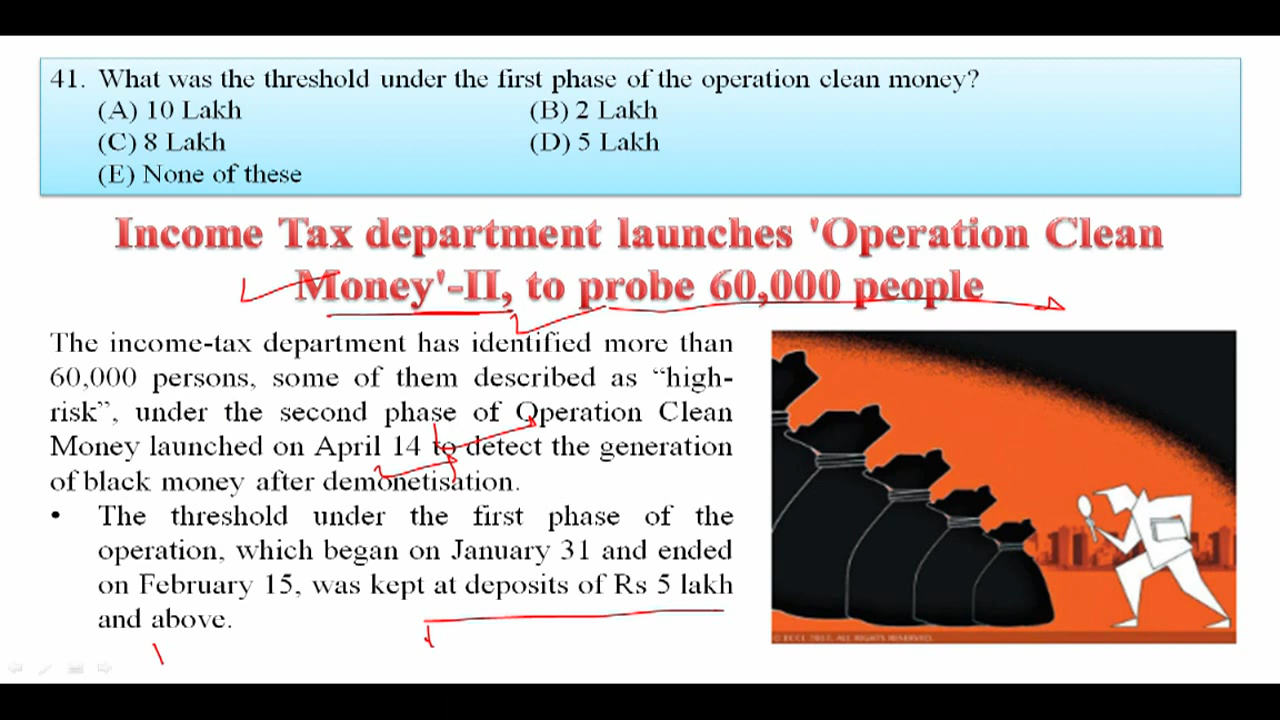 41. What was the threshold under the first phase of the operation clean money?
(A) 10 Lakh (B) 2 Lakh
(C) 8 Lakh (D) 5 Lakh
(E) None of these
Income Tax department launches 'Operation Clean
Money'-II, to probe 60,000 people
The income-tax department has identified more than
60,000 persons, some of them described as “high-
risk”, under the second phase of Operation Clean
Money launched on April 14 to detect the generation
of black money after demonetisation.
• The threshold under the first phase of the
operation, which began on January 31 and ended
on February 15, was kept at deposits of Rs 5 lakh
and above.
© BCCL 2017. ALL RIGHTS RESERVED.